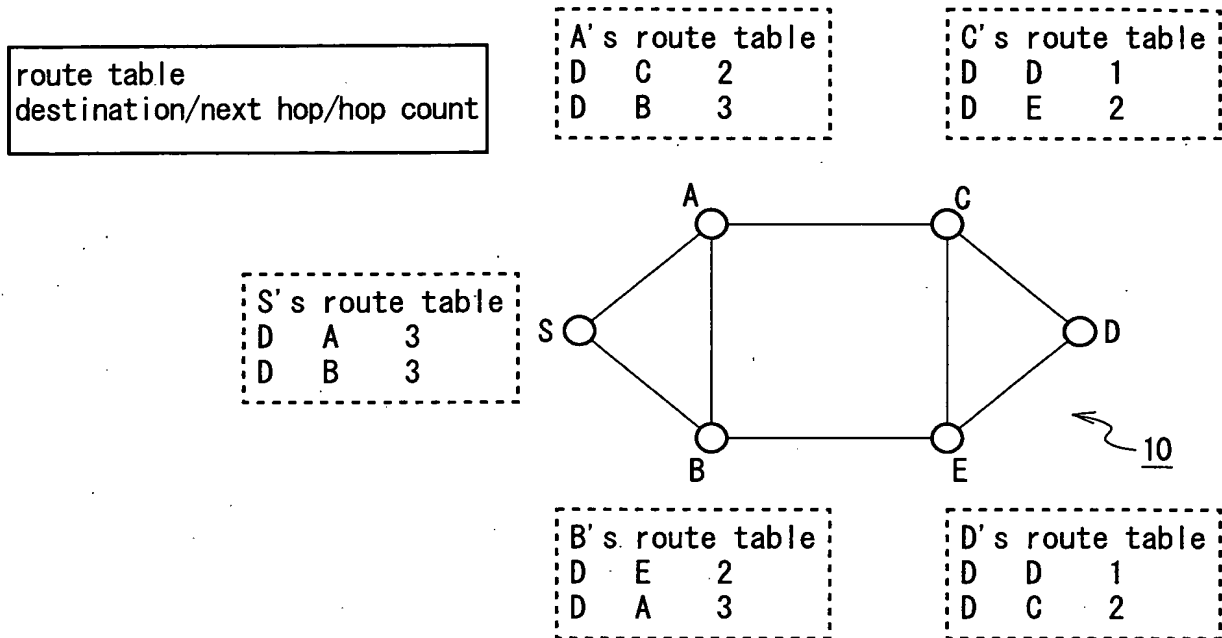 route table
destination/next hop/hop count
A's route table
D C 2
D B 3
C's route table
D D 1
D E 2
A
C
S's route table
D A 3
D B 3
S
D
B
E
10
B's route table
D E 2
D A 3
D's route table
D D 1
D C 2